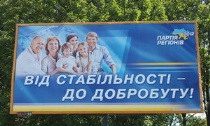 ПАРТІЯ
РЕГІОНІВ
ВІД СТАБІЛЬНОСТІ –
ДО ДОБРОБУТУ!